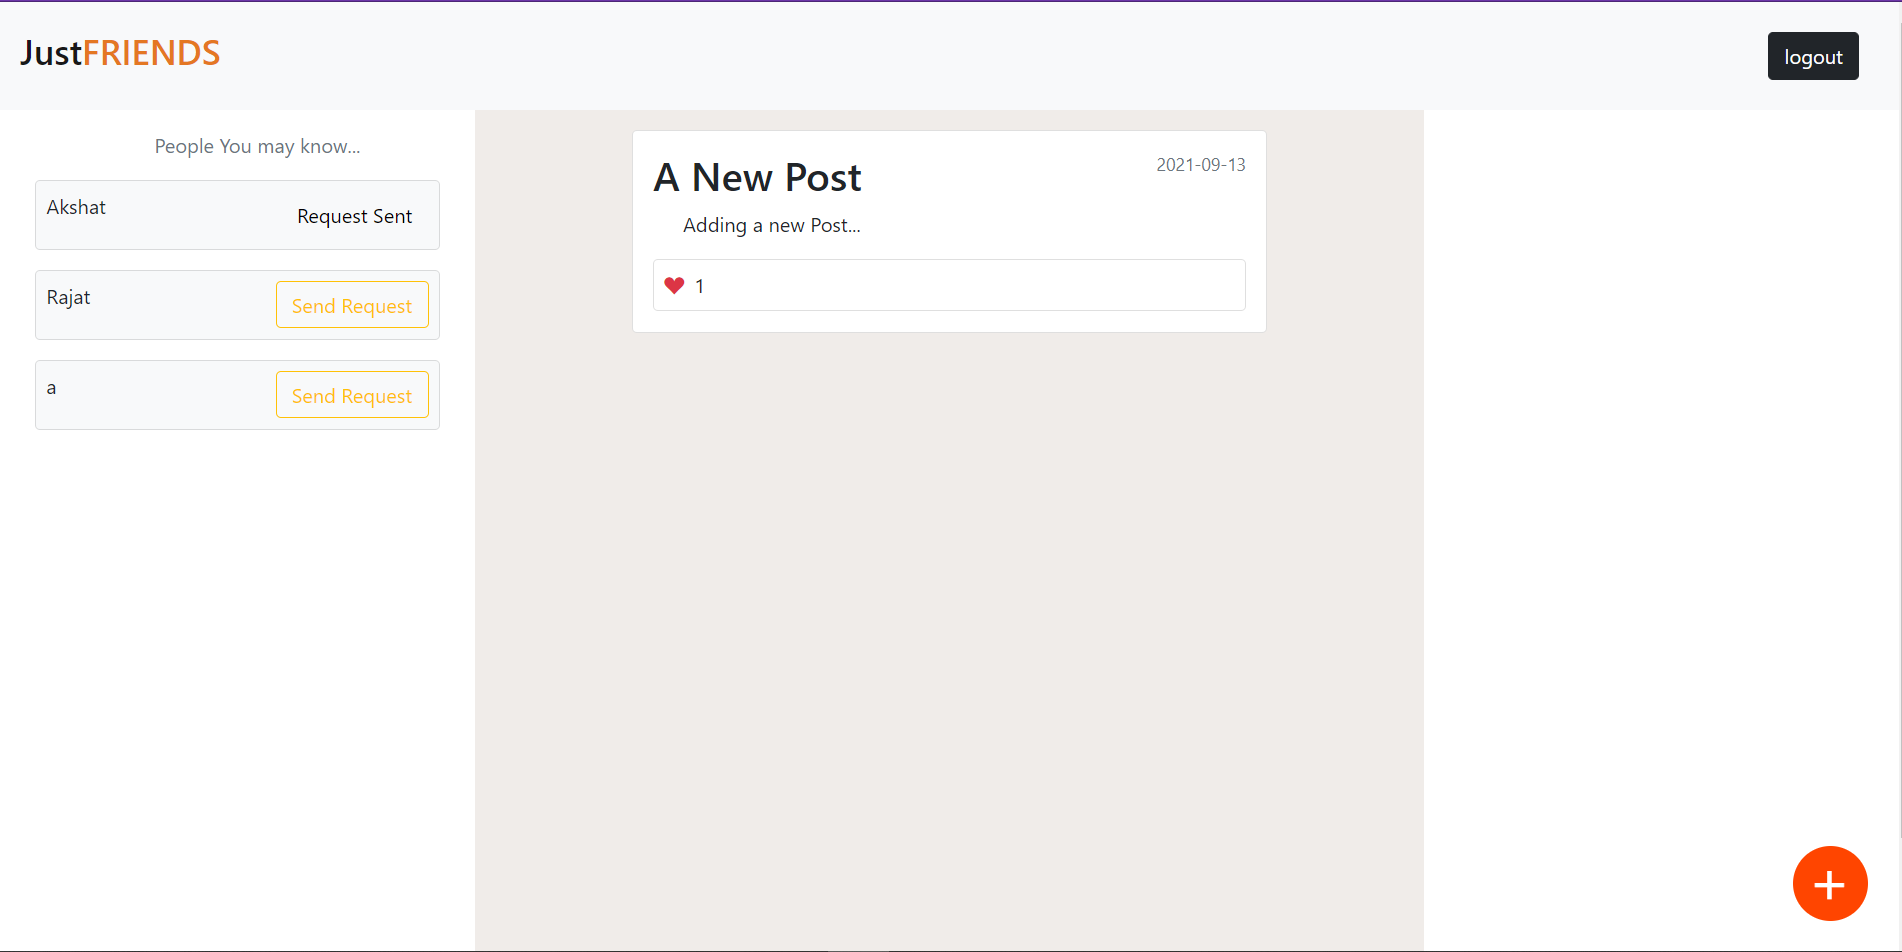 JustFRIENDS
logout
People You may know...
Akshat
Request Sent
Rajat
Send Request
a
Send Request
A New Post
2021-09-13
Adding a new Post...
1